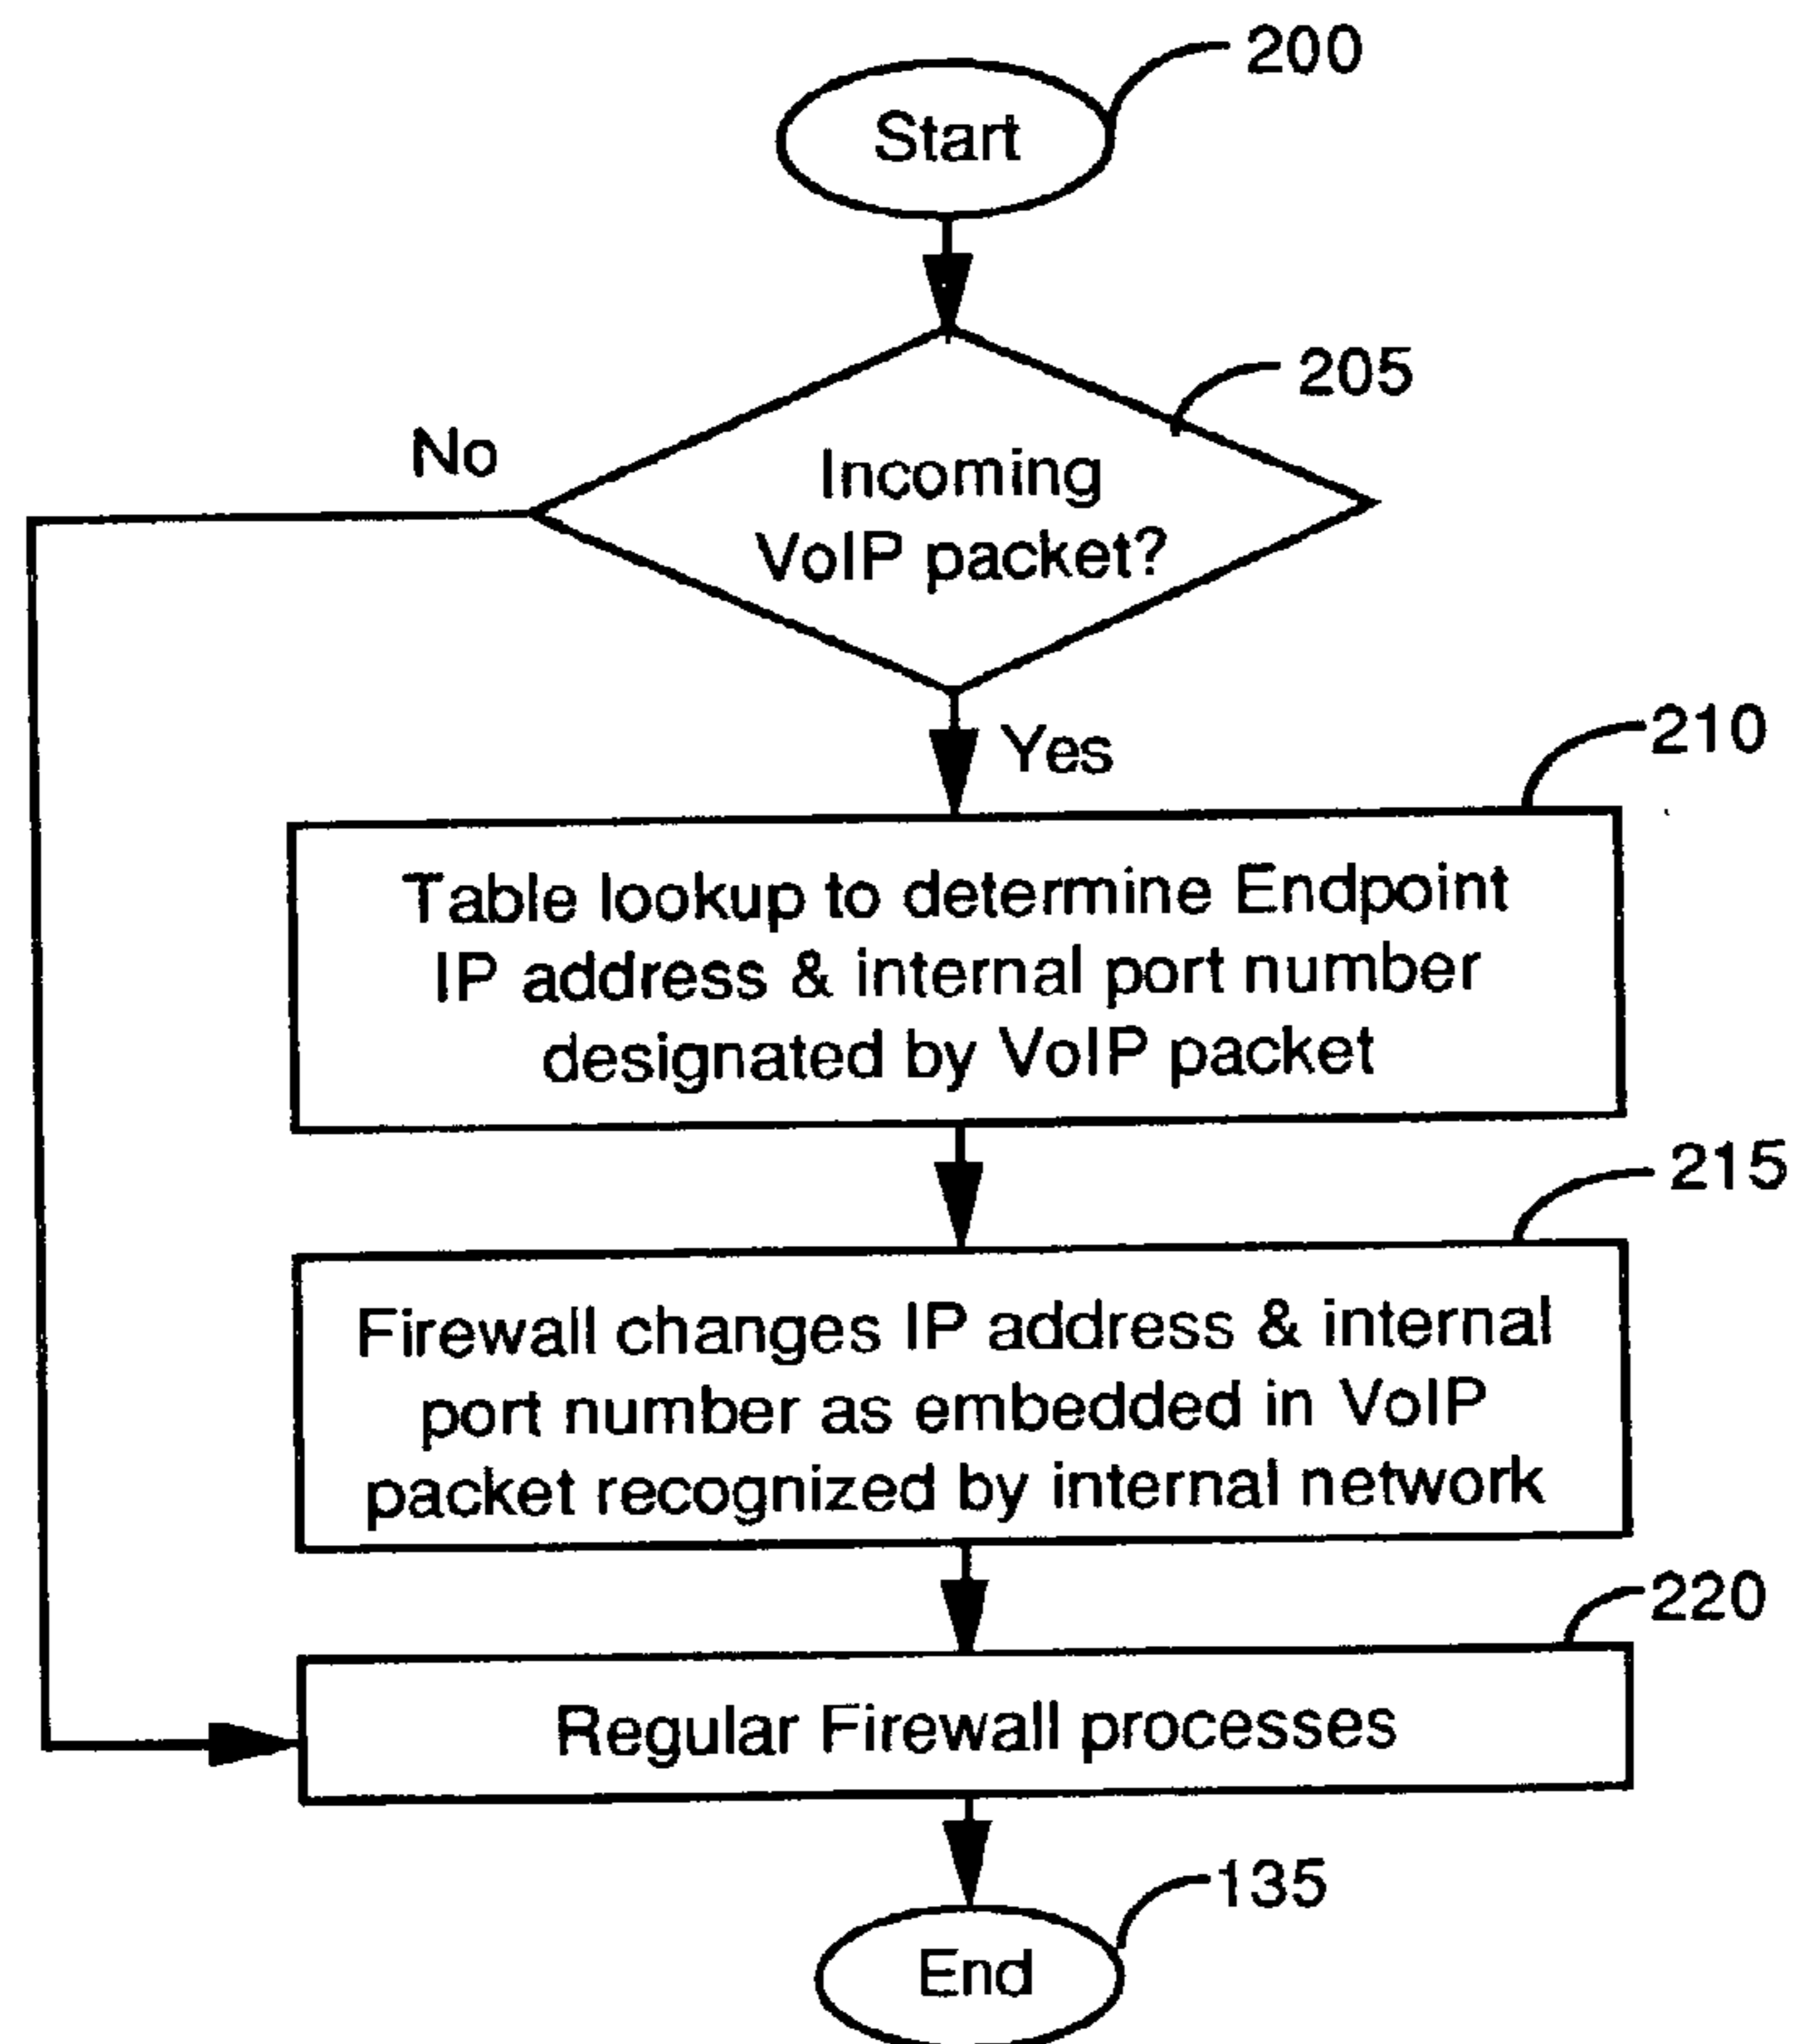 200
Start
205
No
Incoming
VoIP packet?
Yes
210
Table lookup to determine Endpoint
IP address & internal port number
designated by VoIP packet
215
Firewall changes IP address & internal
port number as embedded in VoIP
packet recognized by internal network
220
Regular Firewall processes
135
End